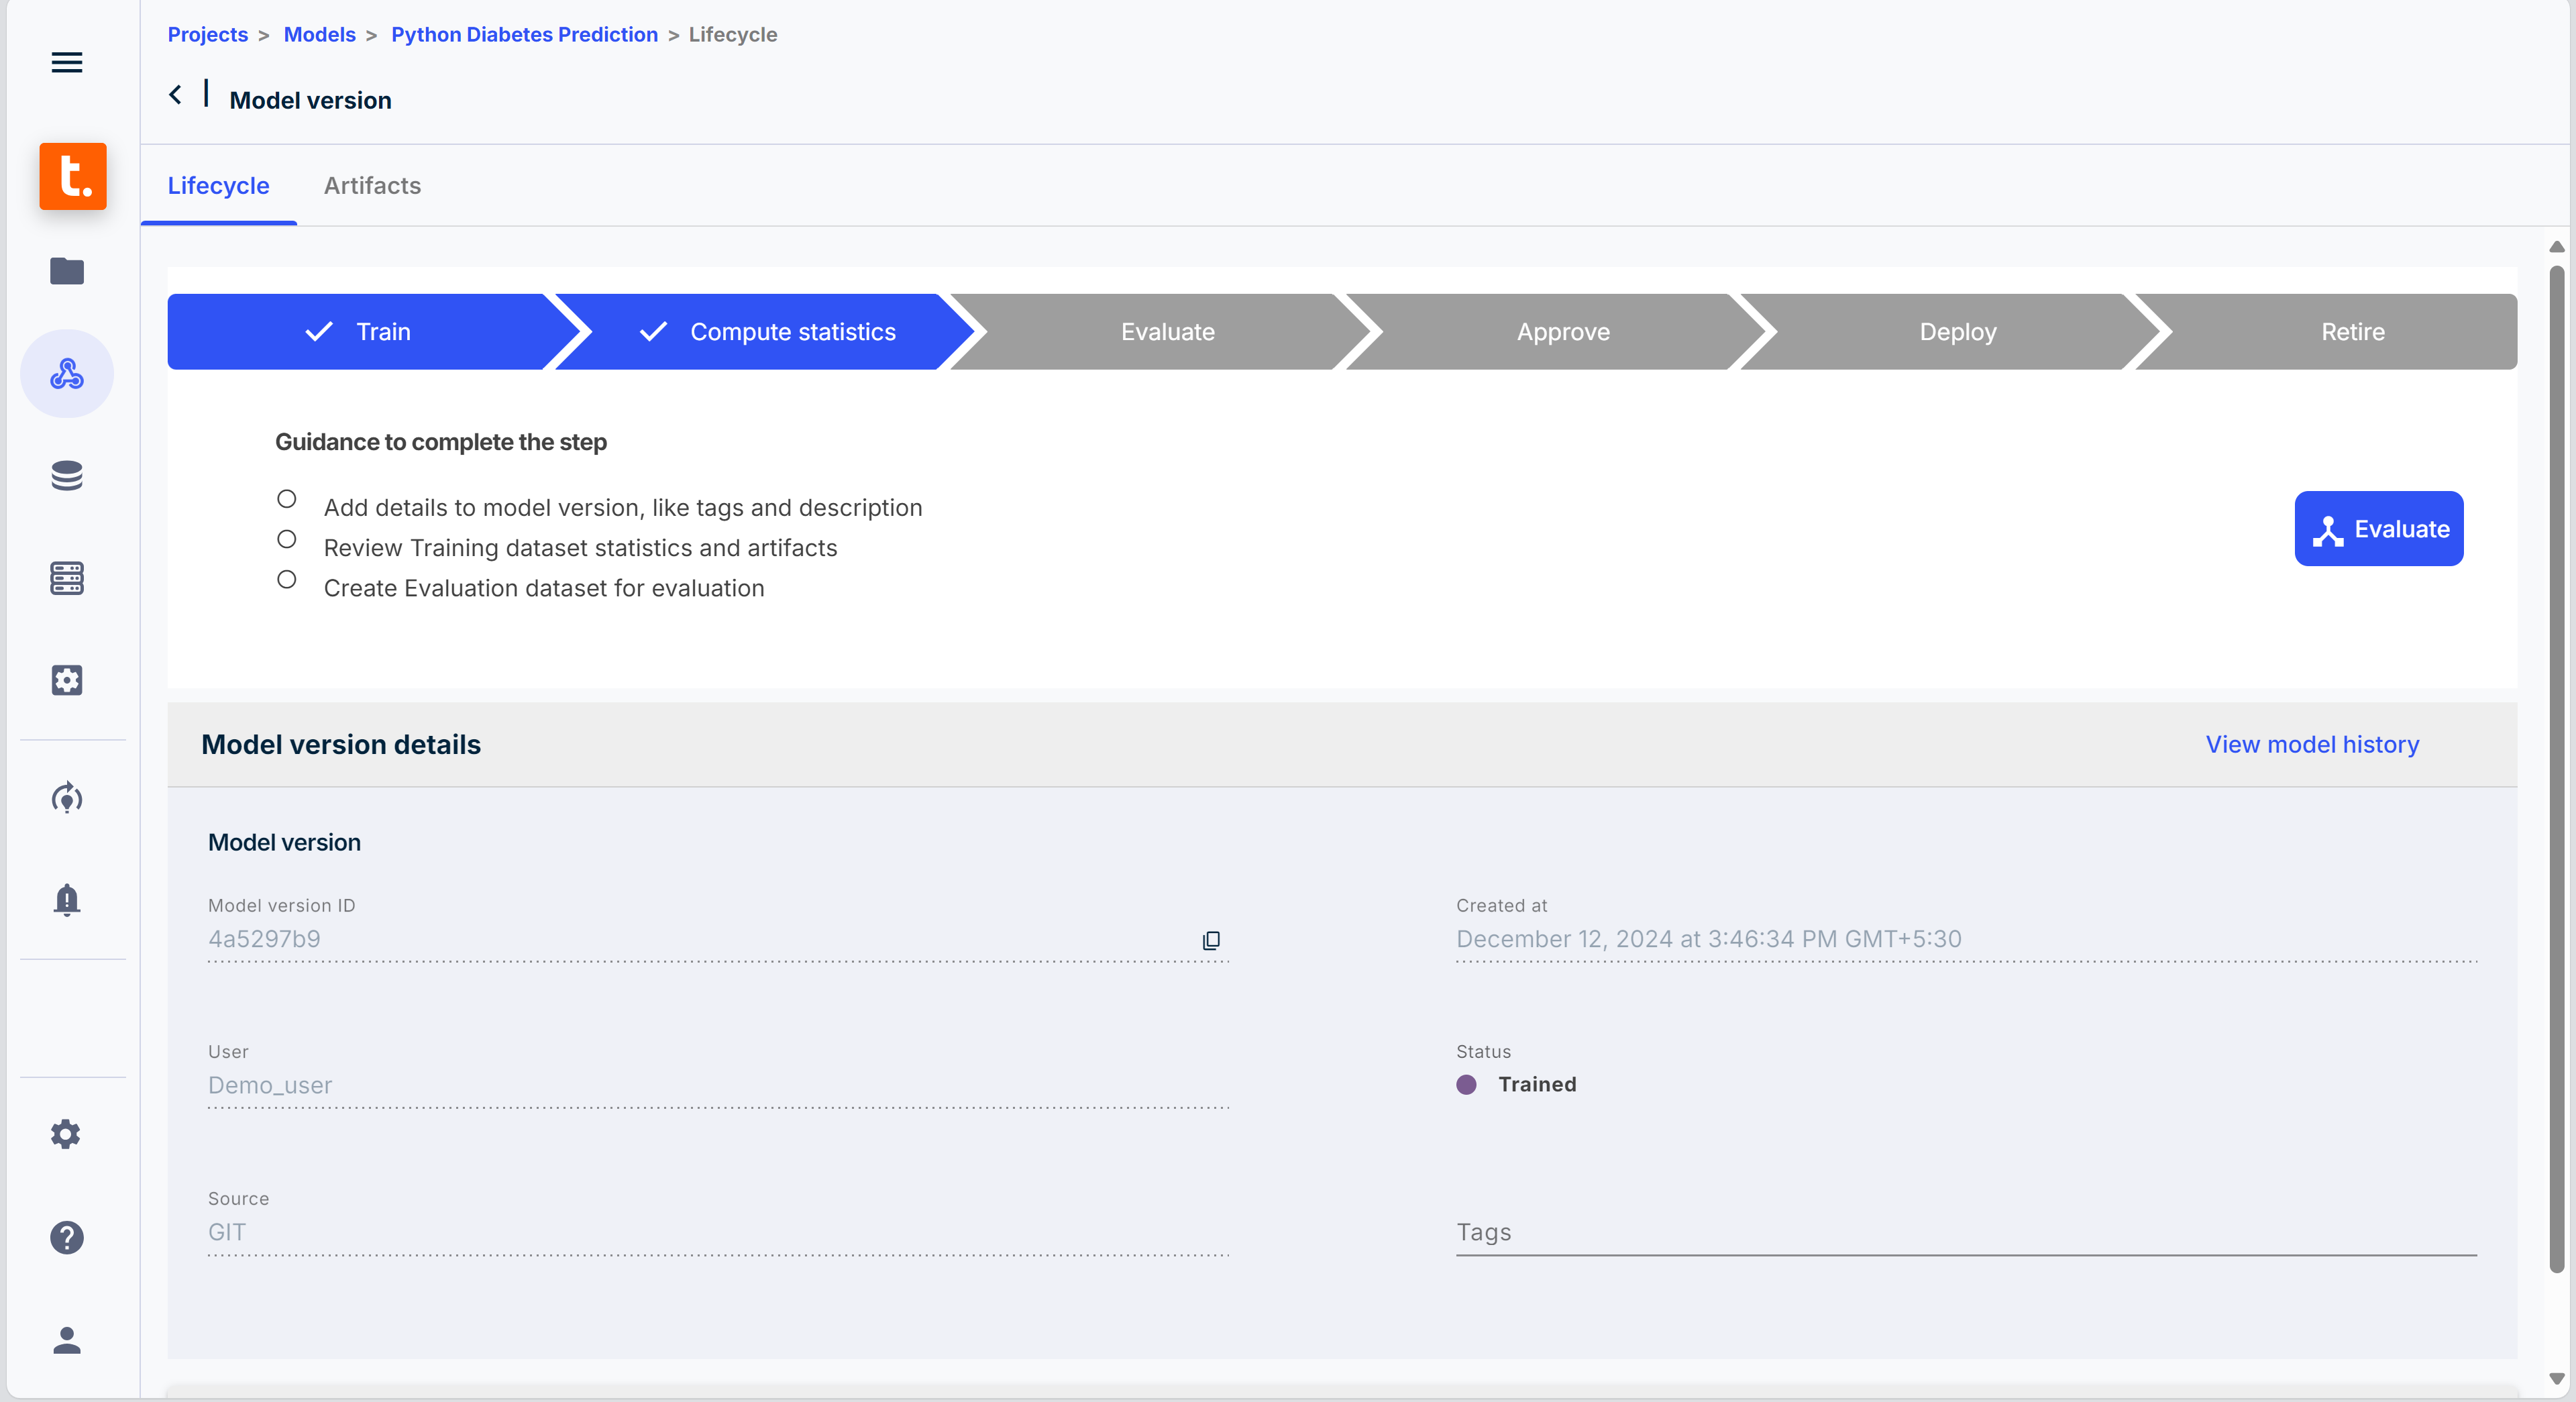 Projects > Models > Python Diabetes Prediction > Lifecycle
Model version
t.
Lifecycle Artifacts
Train Compute statistics Evaluate Approve Deploy Retire
Guidance to complete the step
Add details to model version, like tags and description
Review Training dataset statistics and artifacts
Create Evaluation dataset for evaluation
Evaluate
Model version details View model history
Model version
Model version ID Created at
4a5297b9 December 12, 2024 at 3:46:34 PM GMT+5:30
User Status
Demo_user Trained
Source
GIT Tags